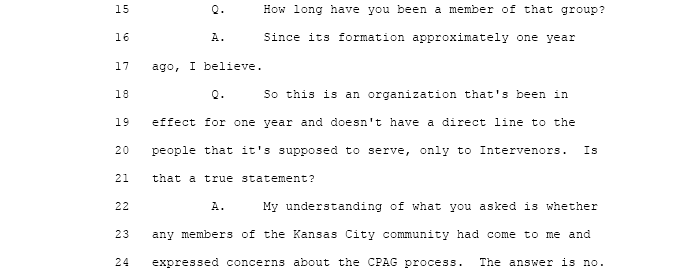 15 Q. How long have you been a member of that group?
16 A. Since its formation approximately one year
17 ago, I believe.
18 Q. So this is an organization that's been in
19 effect for one year and doesn't have a direct line to the
20 people that it's supposed to serve, only to Intervenors. Is
21 that a true statement?
22 A. My understanding of what you asked is whether
23 any members of the Kansas City community had come to me and
24 expressed concerns about the CPAG process. The answer is no.